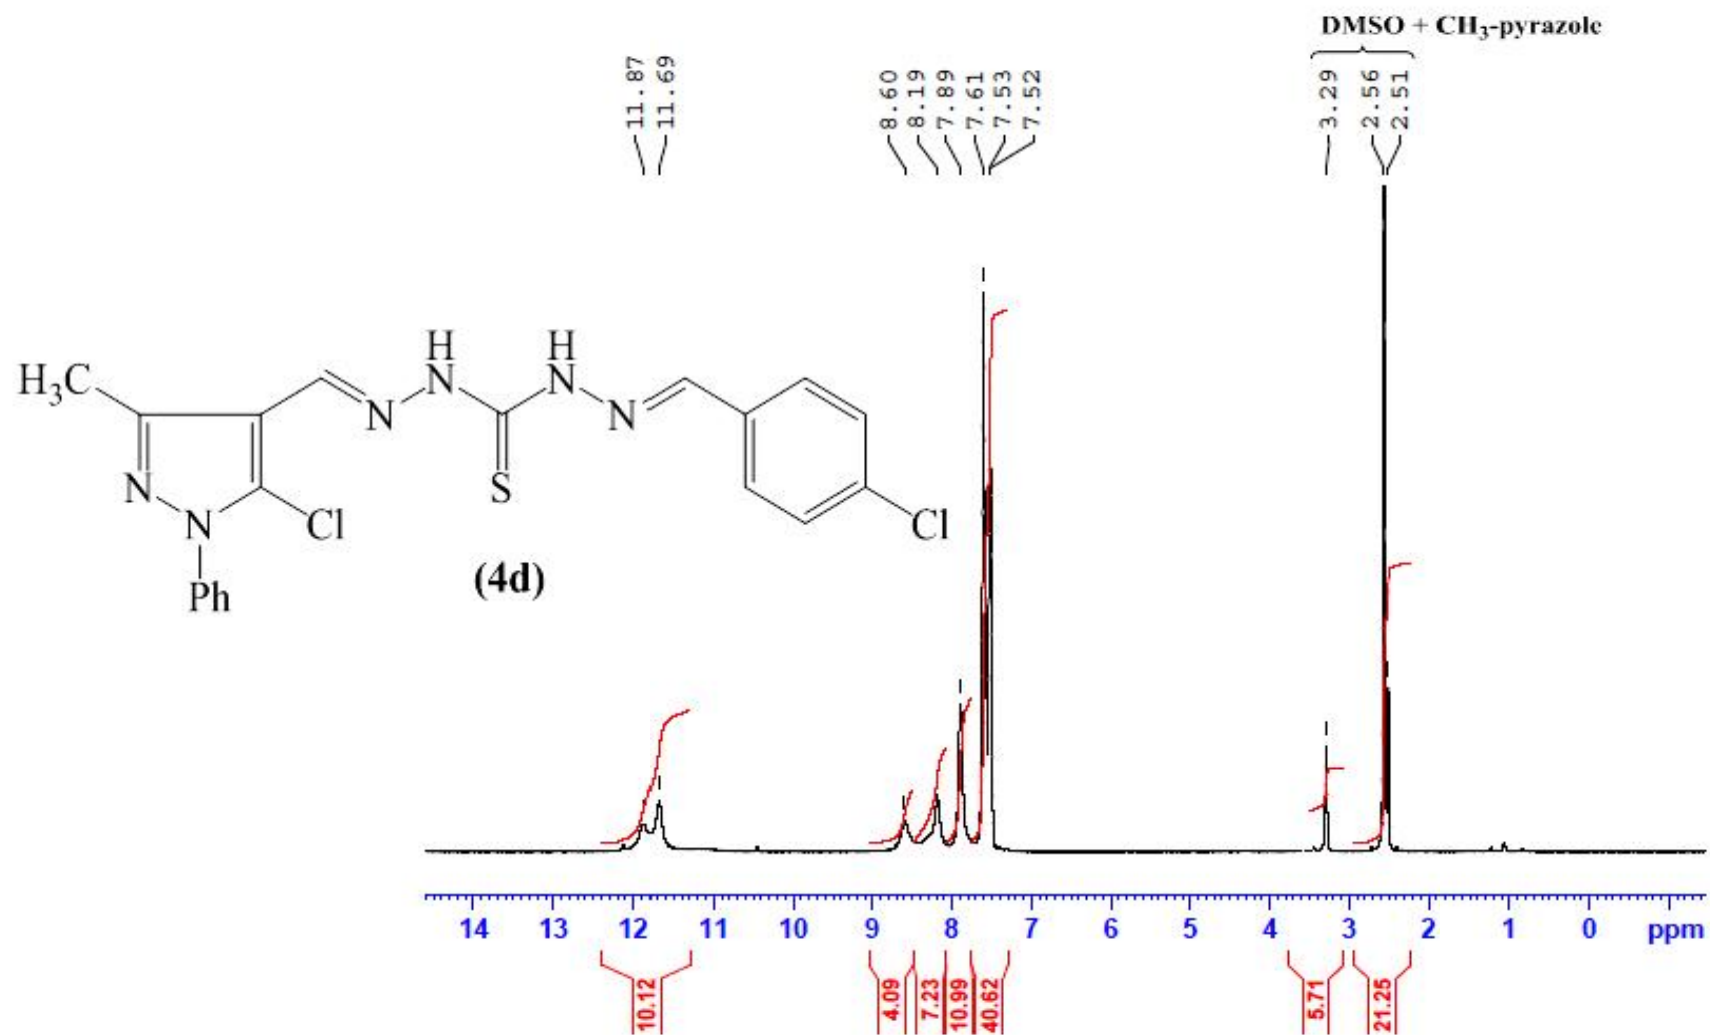 DMSO + CH₃-pyrazole
11.87
11.69
8.60
8.19
7.89
7.61
7.53
7.52
3.29
2.56
2.51
H₃C
N
N
Ph
Cl
N
H
N
S
H
N
N
Cl
(4d)
14 13 12 11 10 9 8 7 6 5 4 3 2 1 0 ppm
10.12
4.09
7.23
10.99
40.62
5.71
21.25